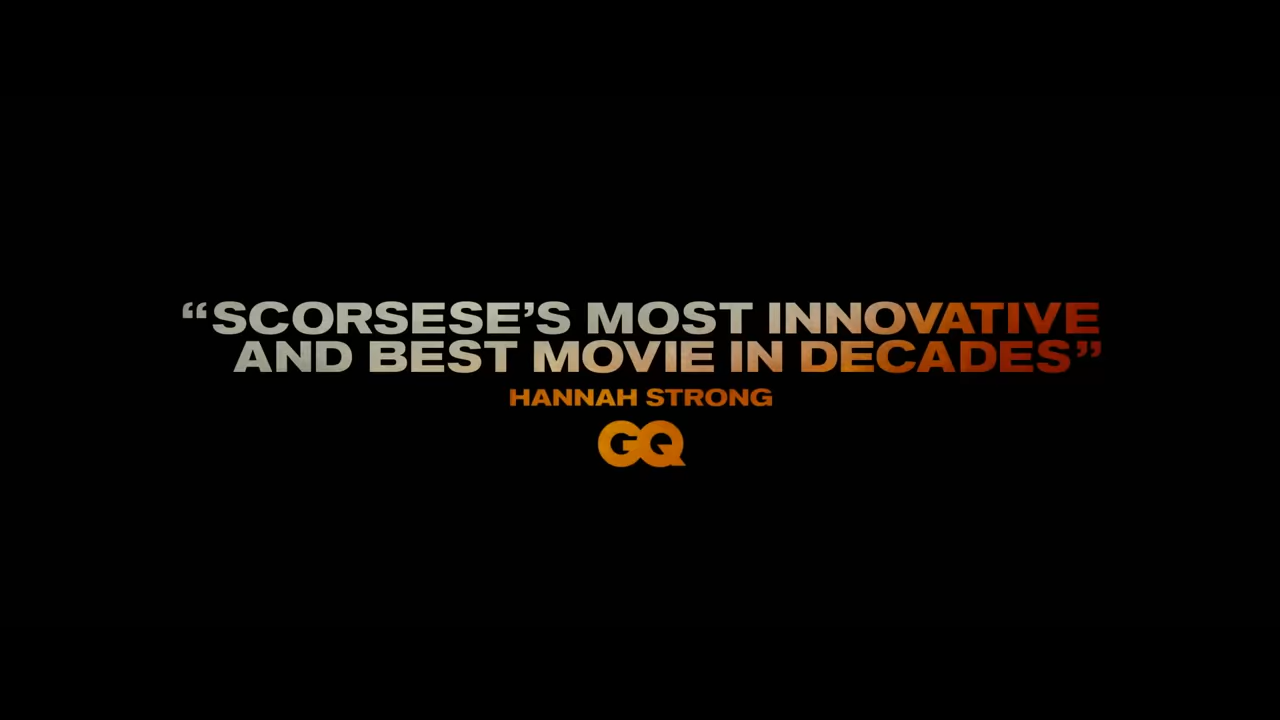 “SCORSESE’S MOST INNOVATIVE
AND BEST MOVIE IN DECADES”
HANNAH STRONG
GQ